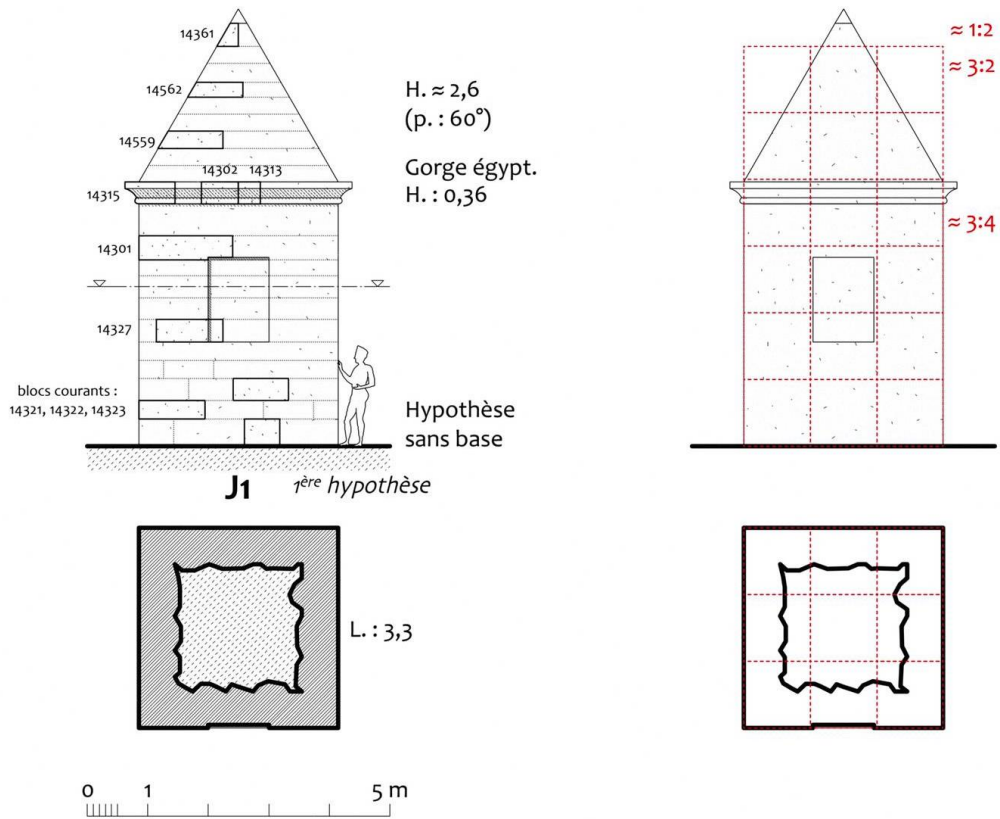 14361
≈ 1:2
≈ 3:2
14562
H. ≈ 2,6
(p. : 60°)
14559
14302 14313
Gorge égypt.
H. : 0,36
14315
≈ 3:4
14301
14327
blocs courants :
14321, 14322, 14323
Hypothèse
sans base
J1 1ère hypothèse
L. : 3,3
0 1 5 m